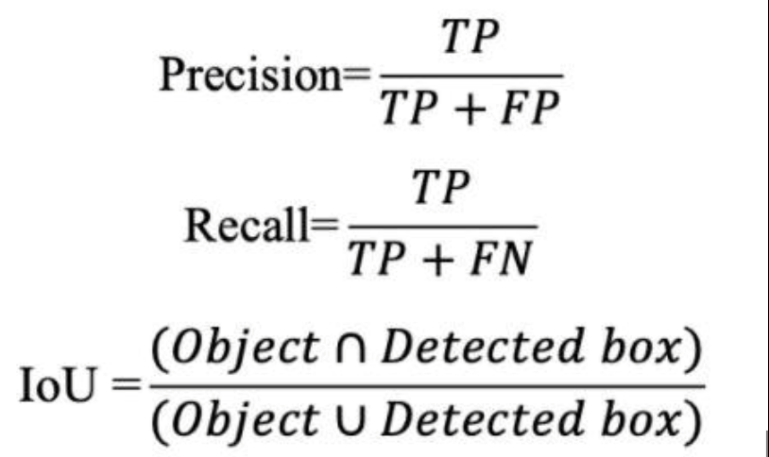 Precision= TP / TP + FP
Recall= TP / TP + FN
IoU = (Object ∩ Detected box) / (Object ∪ Detected box)